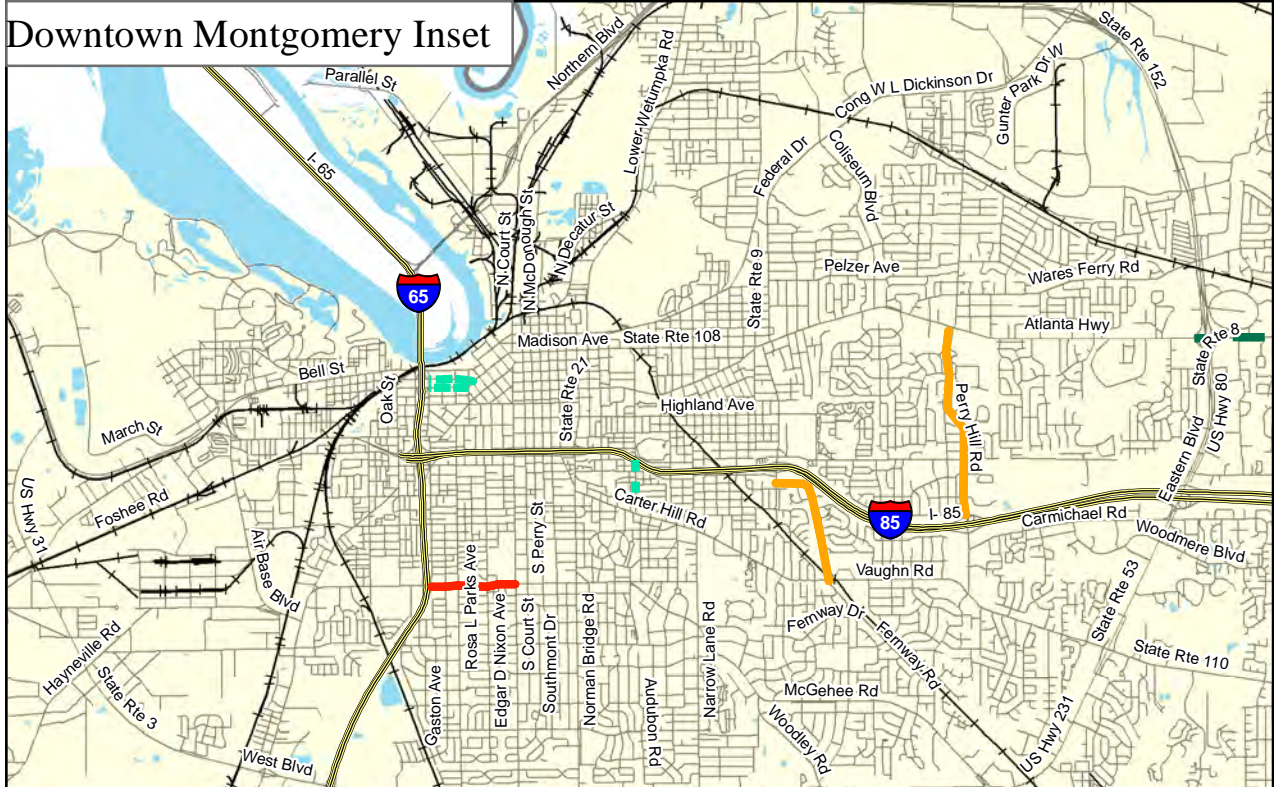 Downtown Montgomery Inset
Parallel St
Northern Blvd
Lower-Wetumpka Rd
State Rte 152
Cong W L Dickinson Dr
Gunter Park Dr W
Federal Dr
Coliseum Blvd
I- 65
65
N Court St
N McDonough St
N Decatur St
State Rte 9
Pelzer Ave
Wares Ferry Rd
Atlanta Hwy
Madison Ave
State Rte 108
State Rte 8
Bell St
Oak St
State Rte 21
Highland Ave
Perry Hill Rd
US Hwy 80
Eastern Blvd
March St
Foshee Rd
US Hwy 31
Carter Hill Rd
85
I- 85
Carmichael Rd
Woodmere Blvd
Air Base Blvd
S Perry St
Vaughn Rd
Rosa L Parks Ave
Edgar D Nixon Ave
S Court St
Southmont Dr
Norman Bridge Rd
Narrow Lane Rd
Audubon Rd
Fernway Dr
Fernway Rd
State Rte 53
State Rte 110
Hayneville Rd
State Rte 3
Gaston Ave
McGehee Rd
Woodley Rd
US Hwy 231
West Blvd